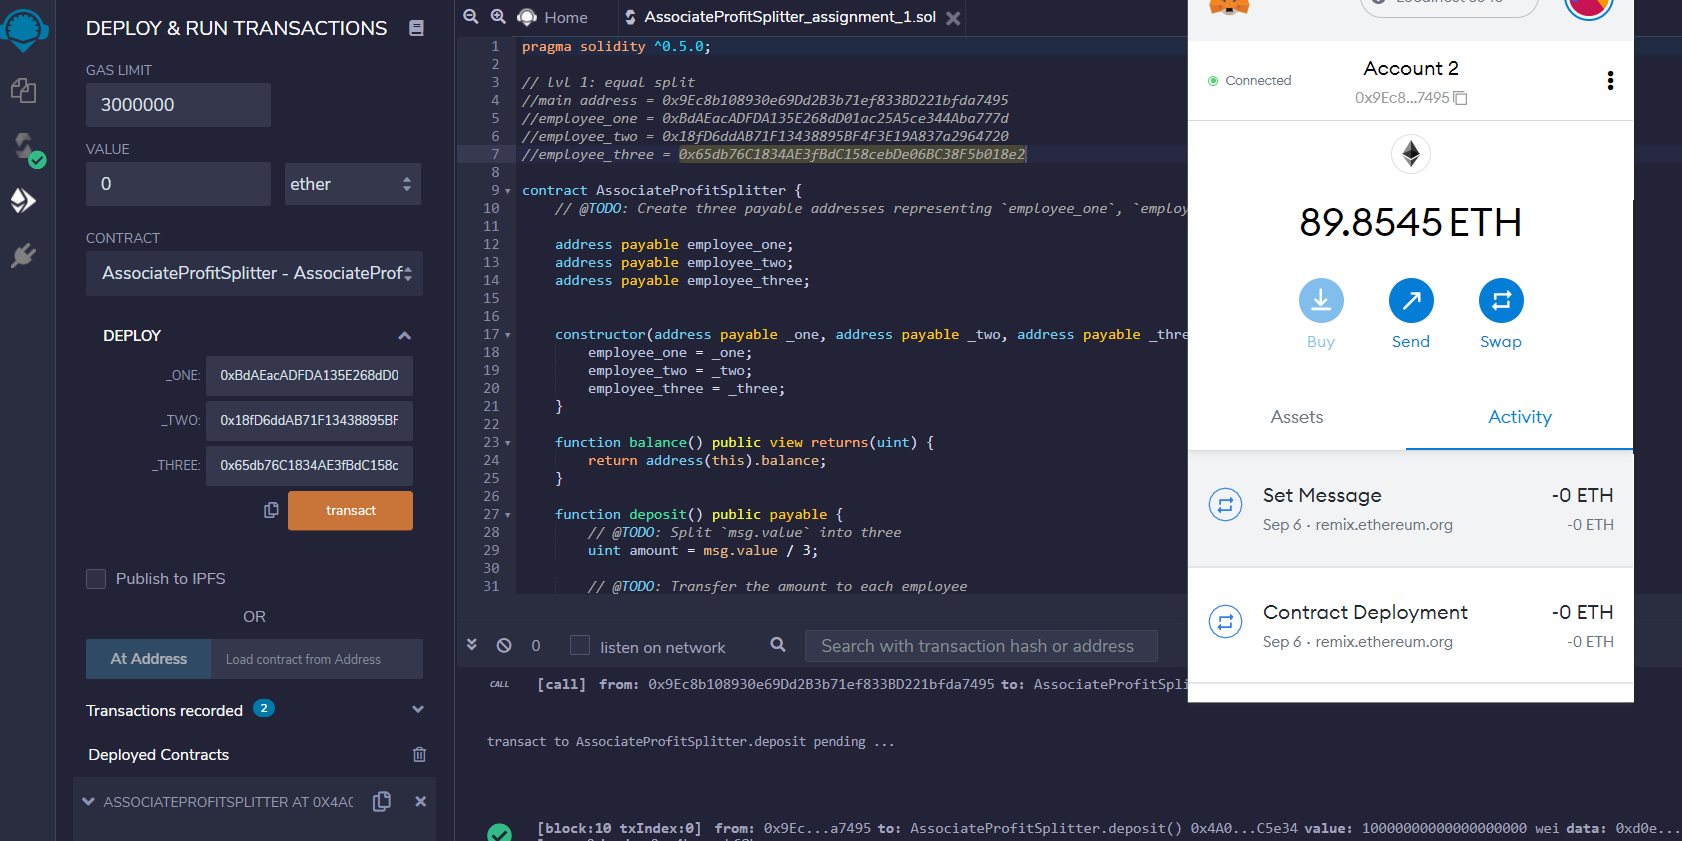 DEPLOY & RUN TRANSACTIONS
GAS LIMIT
3000000
VALUE
0
ether
CONTRACT
AssociateProfitSplitter - AssociateProf
DEPLOY
_ONE:
0xBdAEacADFDA135E268dD0
_TWO:
0x18fD6ddAB71F13438895BF
_THREE:
0x65db76C1834AE3fBdC158c
transact
Publish to IPFS
OR
At Address
Load contract from Address
Transactions recorded 2
Deployed Contracts
ASSOCIATEPROFITSPLITTER AT 0X4A0
Home
AssociateProfitSplitter_assignment_1.sol
1 pragma solidity ^0.5.0;
2
3 // lvl 1: equal split
4 //main address = 0x9Ec8b108930e69Dd2B3b71ef833BD221bfda7495
5 //employee_one = 0xBdAEacADFDA135E268dD01ac25A5ce344Aba777d
6 //employee_two = 0x18fD6ddAB71F13438895BF4F3E19A837a2964720
7 //employee_three = 0x65db76C1834AE3fBdC158cebDe06BC38F5b018e2
8
9 contract AssociateProfitSplitter {
10 // @TODO: Create three payable addresses representing `employee_one`, `employ
11
12 address payable employee_one;
13 address payable employee_two;
14 address payable employee_three;
15
16
17 constructor(address payable _one, address payable _two, address payable _thre
18 employee_one = _one;
19 employee_two = _two;
20 employee_three = _three;
21 }
22
23 function balance() public view returns(uint) {
24 return address(this).balance;
25 }
26
27 function deposit() public payable {
28 // @TODO: Split `msg.value` into three
29 uint amount = msg.value / 3;
30
31 // @TODO: Transfer the amount to each employee
0
listen on network
Search with transaction hash or address
CALL
[call] from: 0x9Ec8b108930e69Dd2B3b71ef833BD221bfda7495 to: AssociateProfitSpli
transact to AssociateProfitSplitter.deposit pending ...
[block:10 txIndex:0] from: 0x9Ec...a7495 to: AssociateProfitSplitter.deposit() 0x4A0...C5e34 value: 10000000000000000000 wei data: 0xd0e...
Connected
Account 2
0x9Ec8...7495
89.8545 ETH
Buy
Send
Swap
Assets
Activity
Set Message
-0 ETH
Sep 6 · remix.ethereum.org
-0 ETH
Contract Deployment
-0 ETH
Sep 6 · remix.ethereum.org
-0 ETH